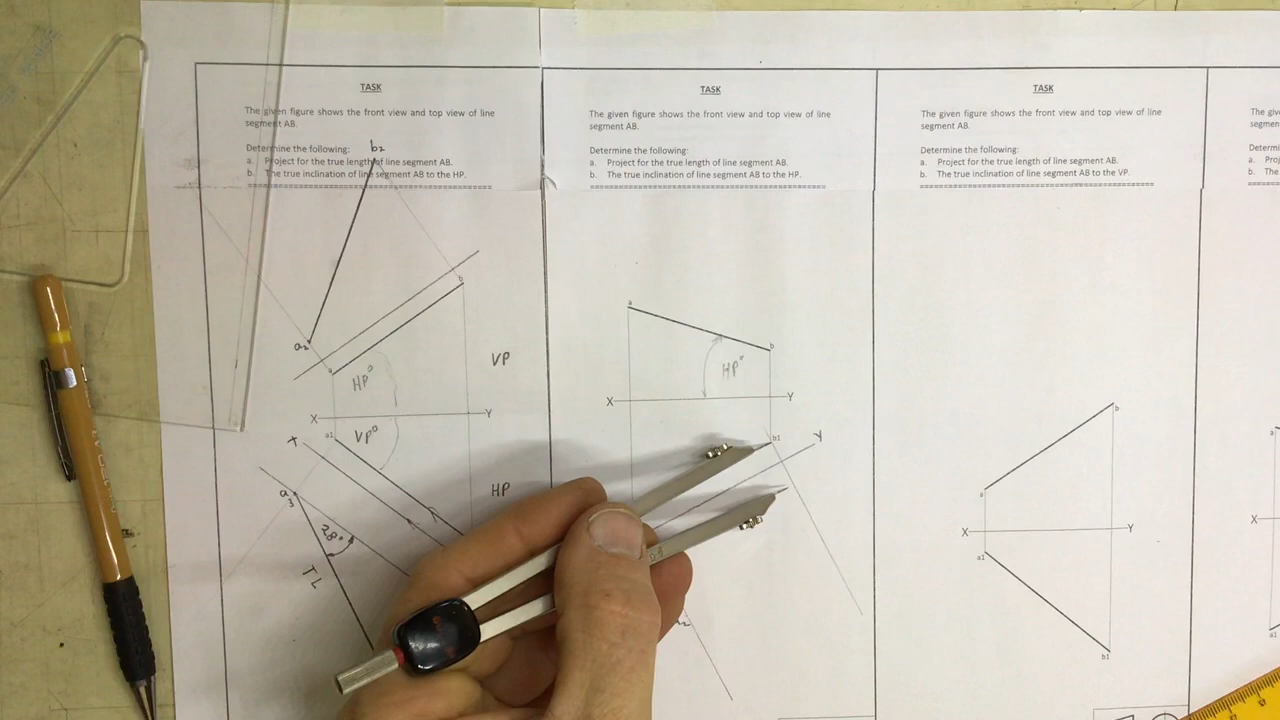 TASK
The given figure shows the front view and top view of line
segment AB.
Determine the following:
a. Project for the true length of line segment AB.
b. The true inclination of line segment AB to the HP.
b2
a2
b
a
HP°
VP
X
Y
a1
VP°
X
a3
HP
28°
TL
TASK
The given figure shows the front view and top view of line
segment AB.
Determine the following:
a. Project for the true length of line segment AB.
b. The true inclination of line segment AB to the HP.
a
b
HP°
X
Y
b1
Y
TASK
The given figure shows the front view and top view of line
segment AB.
Determine the following:
a. Project for the true length of line segment AB.
b. The true inclination of line segment AB to the VP.
b
a
X
Y
a1
b1
The
segmen
Determi
a. Proj
b. The
a
X
a1